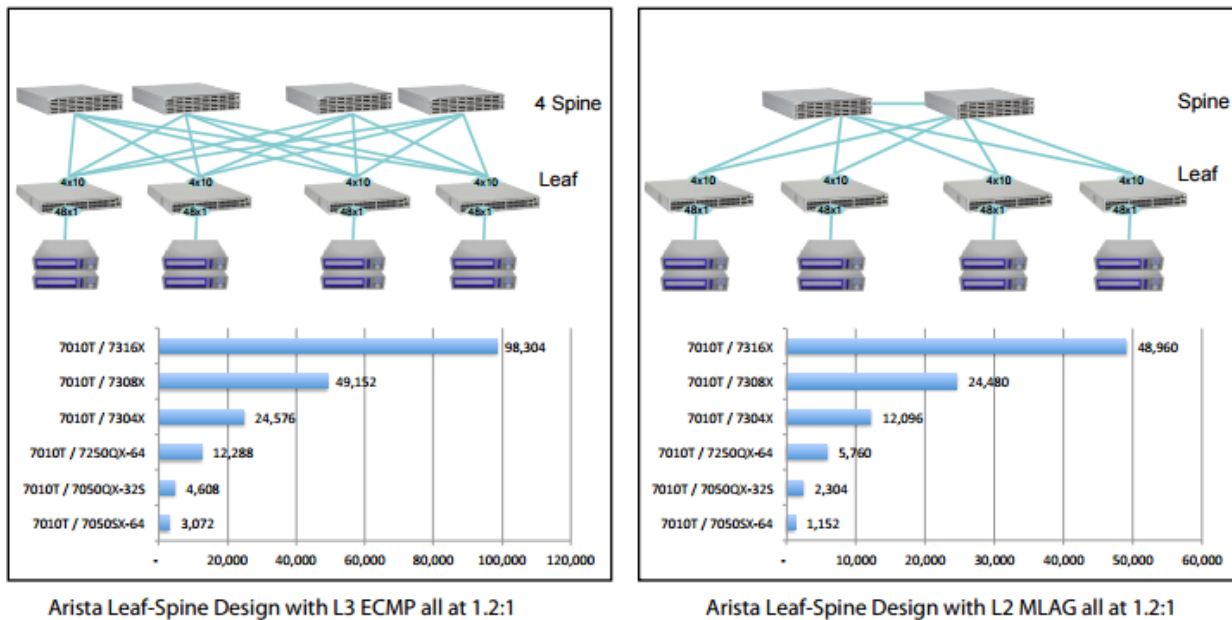 4 Spine
4x10 4x10 4x10 4x10
Leaf
48x1 48x1 48x1 48x1
7010T / 7316X 98,304
7010T / 7308X 49,152
7010T / 7304X 24,576
7010T / 7250QX-64 12,288
7010T / 7050QX-32S 4,608
7010T / 7050SX-64 3,072
- 20,000 40,000 60,000 80,000 100,000 120,000
Arista Leaf-Spine Design with L3 ECMP all at 1.2:1
Spine
4x10 4x10 4x10 4x10
Leaf
48x1 48x1 48x1 48x1
7010T / 7316X 48,960
7010T / 7308X 24,480
7010T / 7304X 12,096
7010T / 7250QX-64 5,760
7010T / 7050QX-32S 2,304
7010T / 7050SX-64 1,152
- 10,000 20,000 30,000 40,000 50,000 60,000
Arista Leaf-Spine Design with L2 MLAG all at 1.2:1